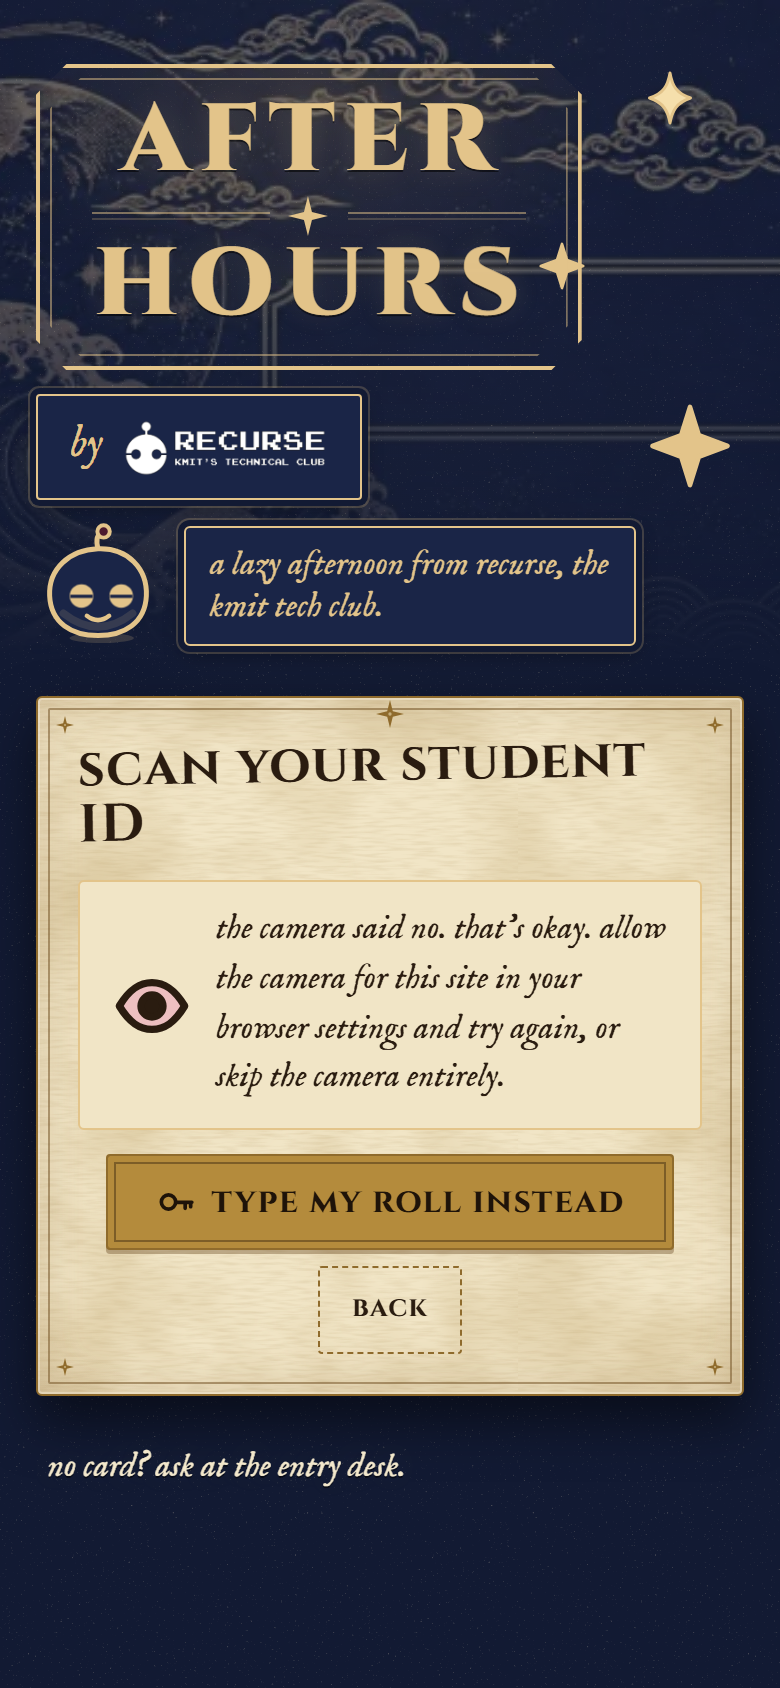 AFTER
HOURS
by RECURSE
KMIT'S TECHNICAL CLUB
a lazy afternoon from recurse, the
kmit tech club.
SCAN YOUR STUDENT
ID
the camera said no. that's okay. allow
the camera for this site in your
browser settings and try again, or
skip the camera entirely.
TYPE MY ROLL INSTEAD
BACK
no card? ask at the entry desk.